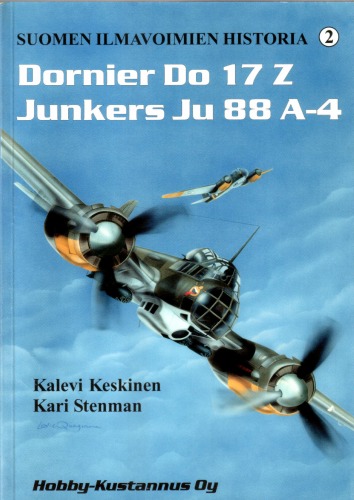 SUOMEN ILMAVOIMIEN HISTORIA 2
Dornier Do 17 Z
Junkers Ju 88 A-4
Kalevi Keskinen
Kari Stenman
Hobby-Kustannus Oy